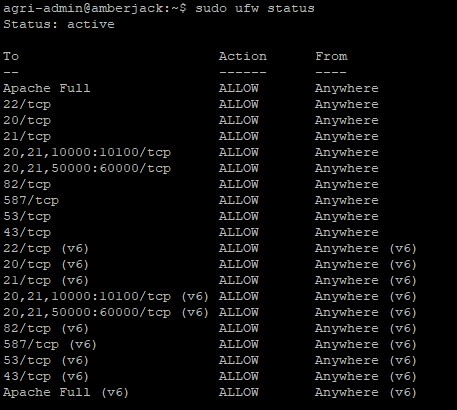 agri-admin@amberjack:~$ sudo ufw status
Status: active
To Action From
-- ------ ----
Apache Full ALLOW Anywhere
22/tcp ALLOW Anywhere
20/tcp ALLOW Anywhere
21/tcp ALLOW Anywhere
20,21,10000:10100/tcp ALLOW Anywhere
20,21,50000:60000/tcp ALLOW Anywhere
82/tcp ALLOW Anywhere
587/tcp ALLOW Anywhere
53/tcp ALLOW Anywhere
43/tcp ALLOW Anywhere
22/tcp (v6) ALLOW Anywhere (v6)
20/tcp (v6) ALLOW Anywhere (v6)
21/tcp (v6) ALLOW Anywhere (v6)
20,21,10000:10100/tcp (v6) ALLOW Anywhere (v6)
20,21,50000:60000/tcp (v6) ALLOW Anywhere (v6)
82/tcp (v6) ALLOW Anywhere (v6)
587/tcp (v6) ALLOW Anywhere (v6)
53/tcp (v6) ALLOW Anywhere (v6)
43/tcp (v6) ALLOW Anywhere (v6)
Apache Full (v6) ALLOW Anywhere (v6)